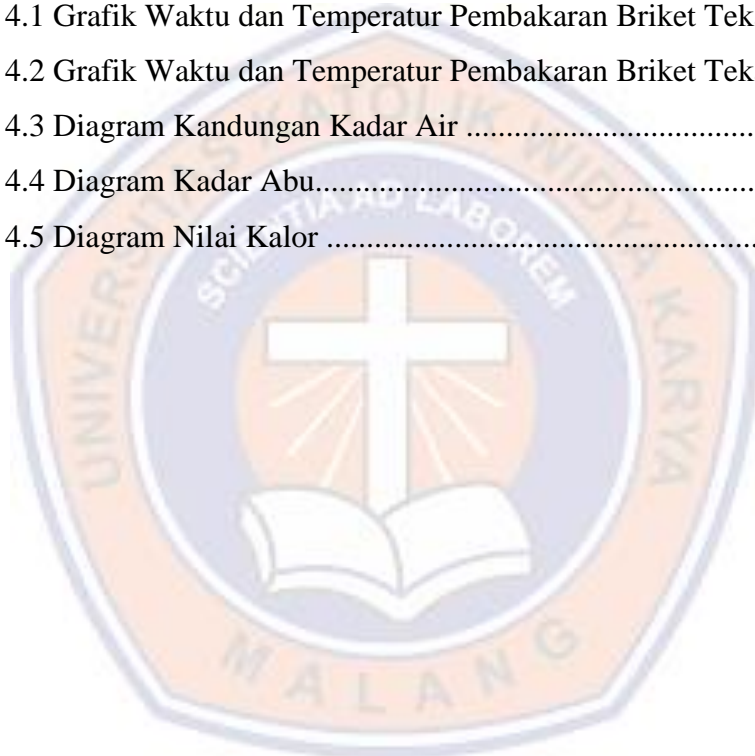 4.1 Grafik Waktu dan Temperatur Pembakaran Briket Tek
4.2 Grafik Waktu dan Temperatur Pembakaran Briket Tek
4.3 Diagram Kandungan Kadar Air ....................................
4.4 Diagram Kadar Abu......................................................
4.5 Diagram Nilai Kalor .....................................................
UNIVERSITAS KATOLIK WIDYA KARYA
SCIENTIA AD LABOREM
MALANG